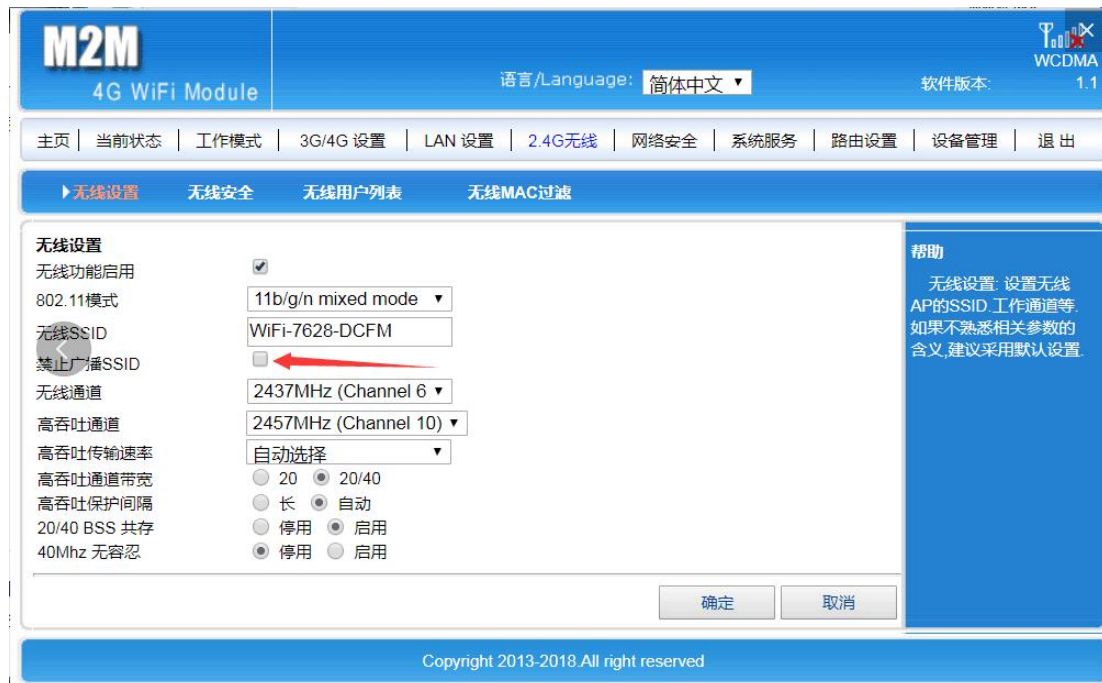 M2M
4G WiFi Module
语言/Language: 简体中文
WCDMA
软件版本: 1.1
主页 当前状态 工作模式 3G/4G 设置 LAN 设置 2.4G无线 网络安全 系统服务 路由设置 设备管理 退 出
无线设置 无线安全 无线用户列表 无线MAC过滤
无线设置
无线功能启用
802.11模式 11b/g/n mixed mode
无线SSID WiFi-7628-DCFM
禁止广播SSID
无线通道 2437MHz (Channel 6
高吞吐通道 2457MHz (Channel 10)
高吞吐传输速率 自动选择
高吞吐通道带宽 20 20/40
高吞吐保护间隔 长 自动
20/40 BSS 共存 停用 启用
40Mhz 无容忍 停用 启用
确定 取消
帮助
无线设置: 设置无线
AP的SSID.工作通道等.
如果不熟悉相关参数的
含义,建议采用默认设置.
Copyright 2013-2018.All right reserved